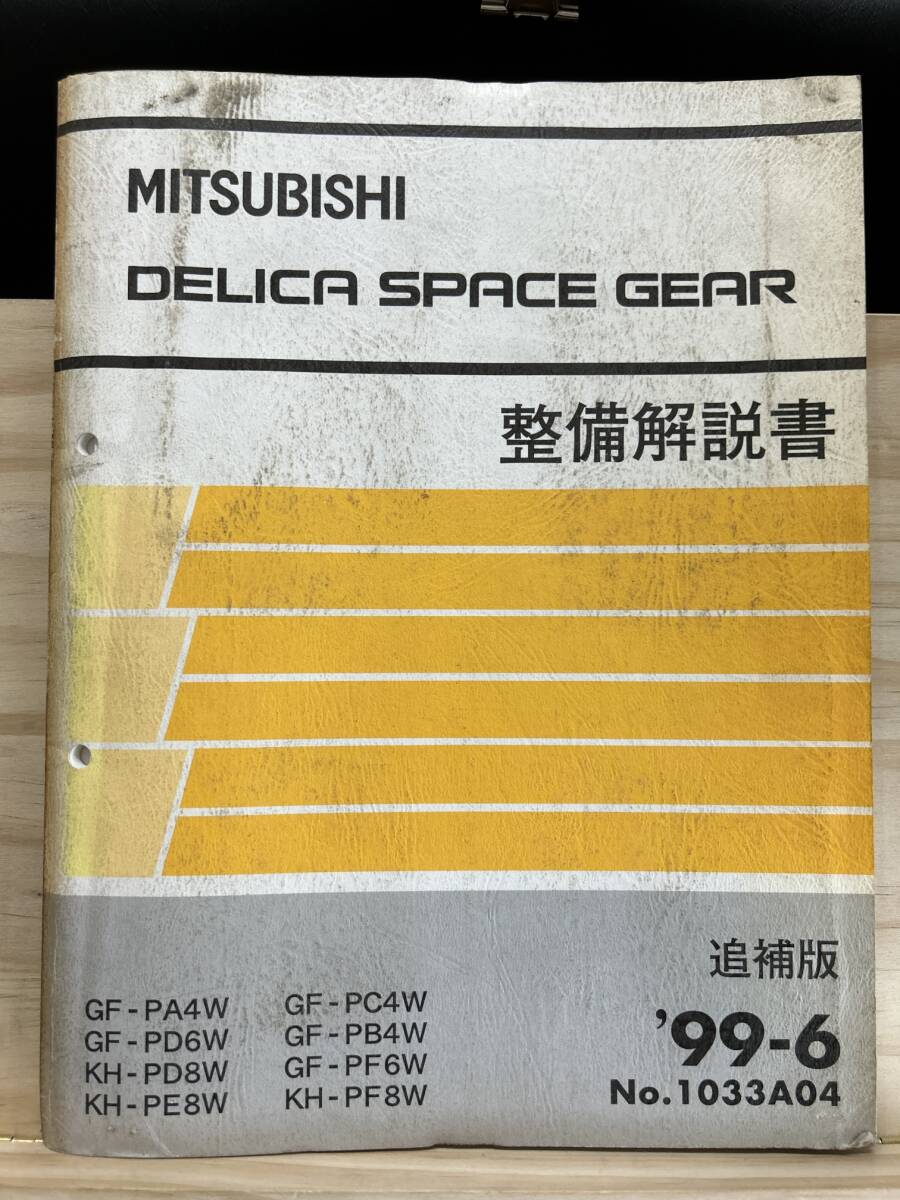 MITSUBISHI
DELICA SPACE GEAR
整備解説書
追補版
'99-6
No.1033A04
GF-PA4W
GF-PD6W
KH-PD8W
KH-PE8W
GF-PC4W
GF-PB4W
GF-PF6W
KH-PF8W